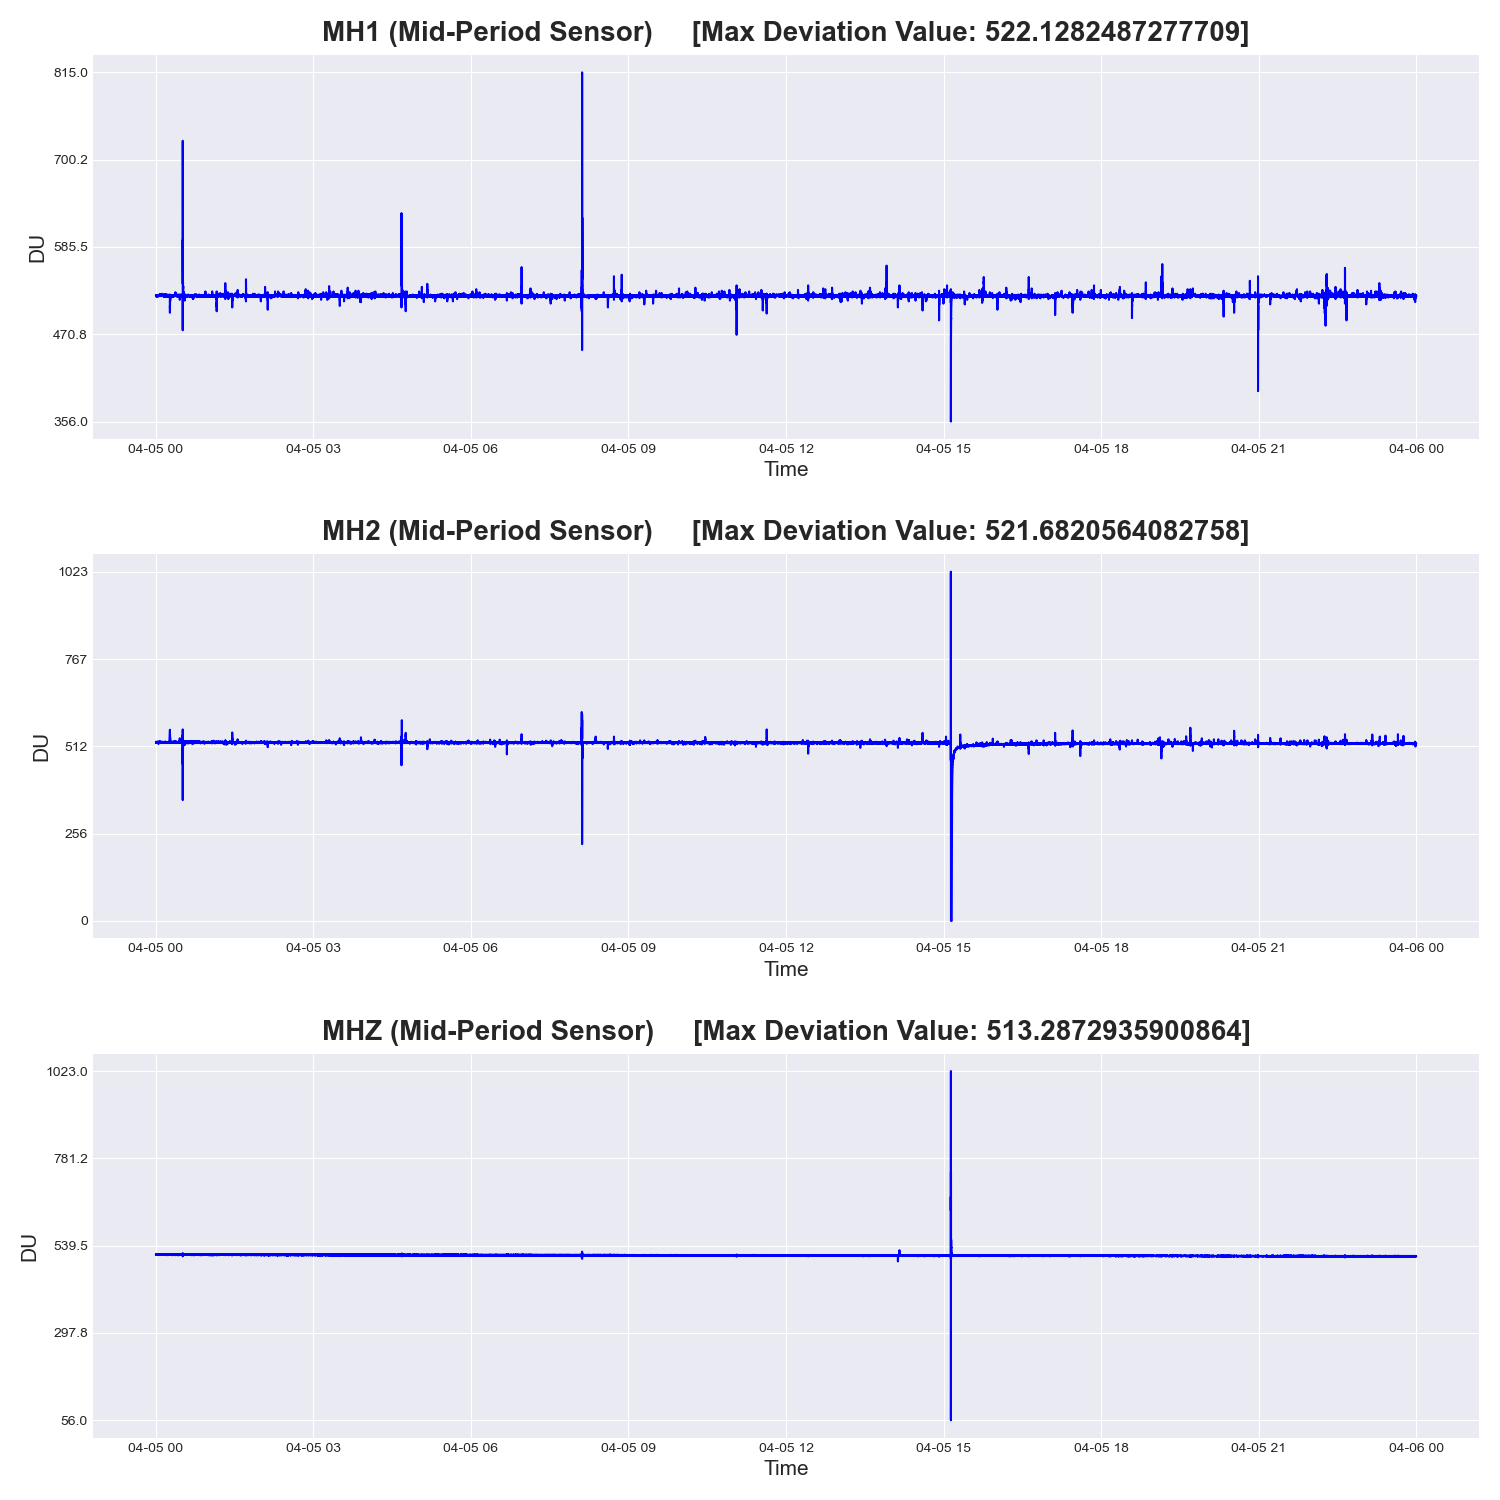 MH1 (Mid-Period Sensor) [Max Deviation Value: 522.1282487277709]
815.0
700.2
585.5
470.8
356.0
DU
04-05 00 04-05 03 04-05 06 04-05 09 04-05 12 04-05 15 04-05 18 04-05 21 04-06 00
Time
MH2 (Mid-Period Sensor) [Max Deviation Value: 521.6820564082758]
1023
767
512
256
0
DU
04-05 00 04-05 03 04-05 06 04-05 09 04-05 12 04-05 15 04-05 18 04-05 21 04-06 00
Time
MHZ (Mid-Period Sensor) [Max Deviation Value: 513.2872935900864]
1023.0
781.2
539.5
297.8
56.0
DU
04-05 00 04-05 03 04-05 06 04-05 09 04-05 12 04-05 15 04-05 18 04-05 21 04-06 00
Time